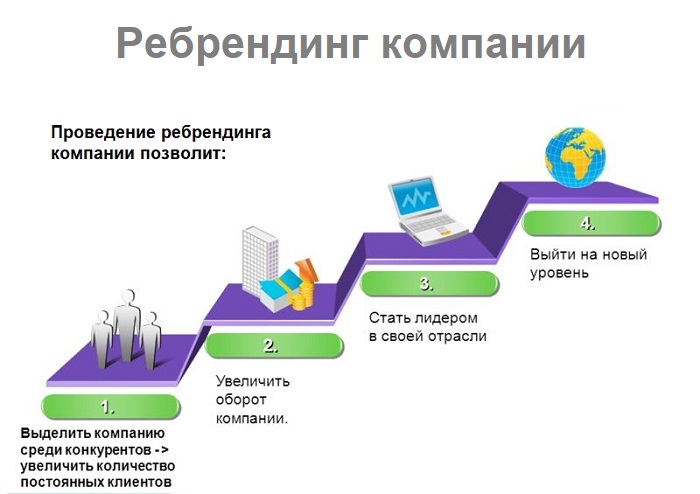 Ребрендинг компании
Проведение ребрендинга
компании позволит:
1.
Выделить компанию
среди конкурентов ->
увеличить количество
постоянных клиентов
2.
Увеличить
оборот
компании.
3.
Стать лидером
в своей отрасли
4.
Выйти на новый
уровень